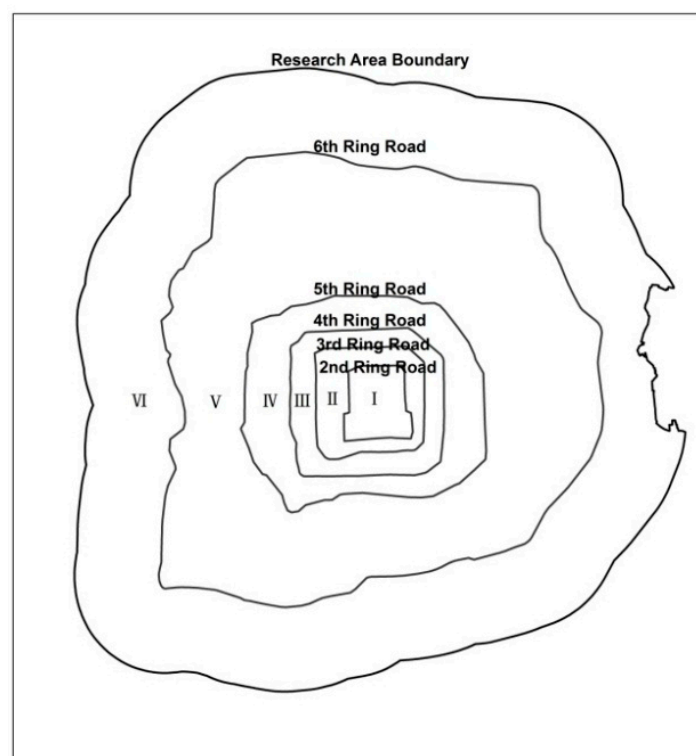 Research Area Boundary
6th Ring Road
5th Ring Road
4th Ring Road
3rd Ring Road
2nd Ring Road
Ⅵ Ⅴ Ⅳ Ⅲ Ⅱ Ⅰ